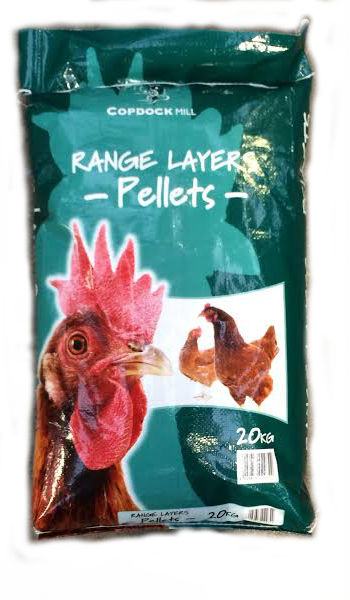 COPDOCK MILL
RANGE LAYERS
- Pellets -
20KG
RANGE LAYERS
Pellets - 20KG